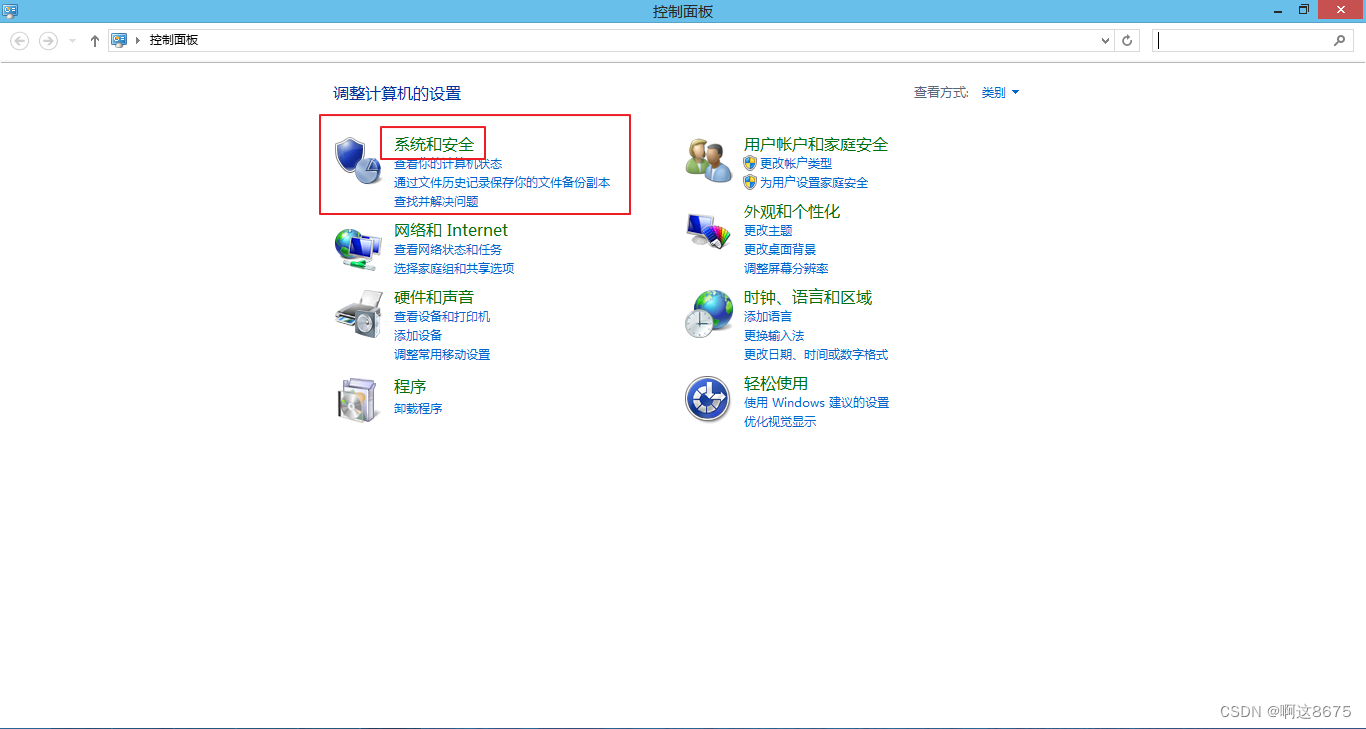 控制面板
控制面板
调整计算机的设置
查看方式: 类别
系统和安全
查看你的计算机状态
通过文件历史记录保存你的文件备份副本
查找并解决问题
网络和 Internet
查看网络状态和任务
选择家庭组和共享选项
硬件和声音
查看设备和打印机
添加设备
调整常用移动设置
程序
卸载程序
用户帐户和家庭安全
更改帐户类型
为用户设置家庭安全
外观和个性化
更改主题
更改桌面背景
调整屏幕分辨率
时钟、语言和区域
添加语言
更换输入法
更改日期、时间或数字格式
轻松使用
使用 Windows 建议的设置
优化视觉显示
CSDN @啊这8675